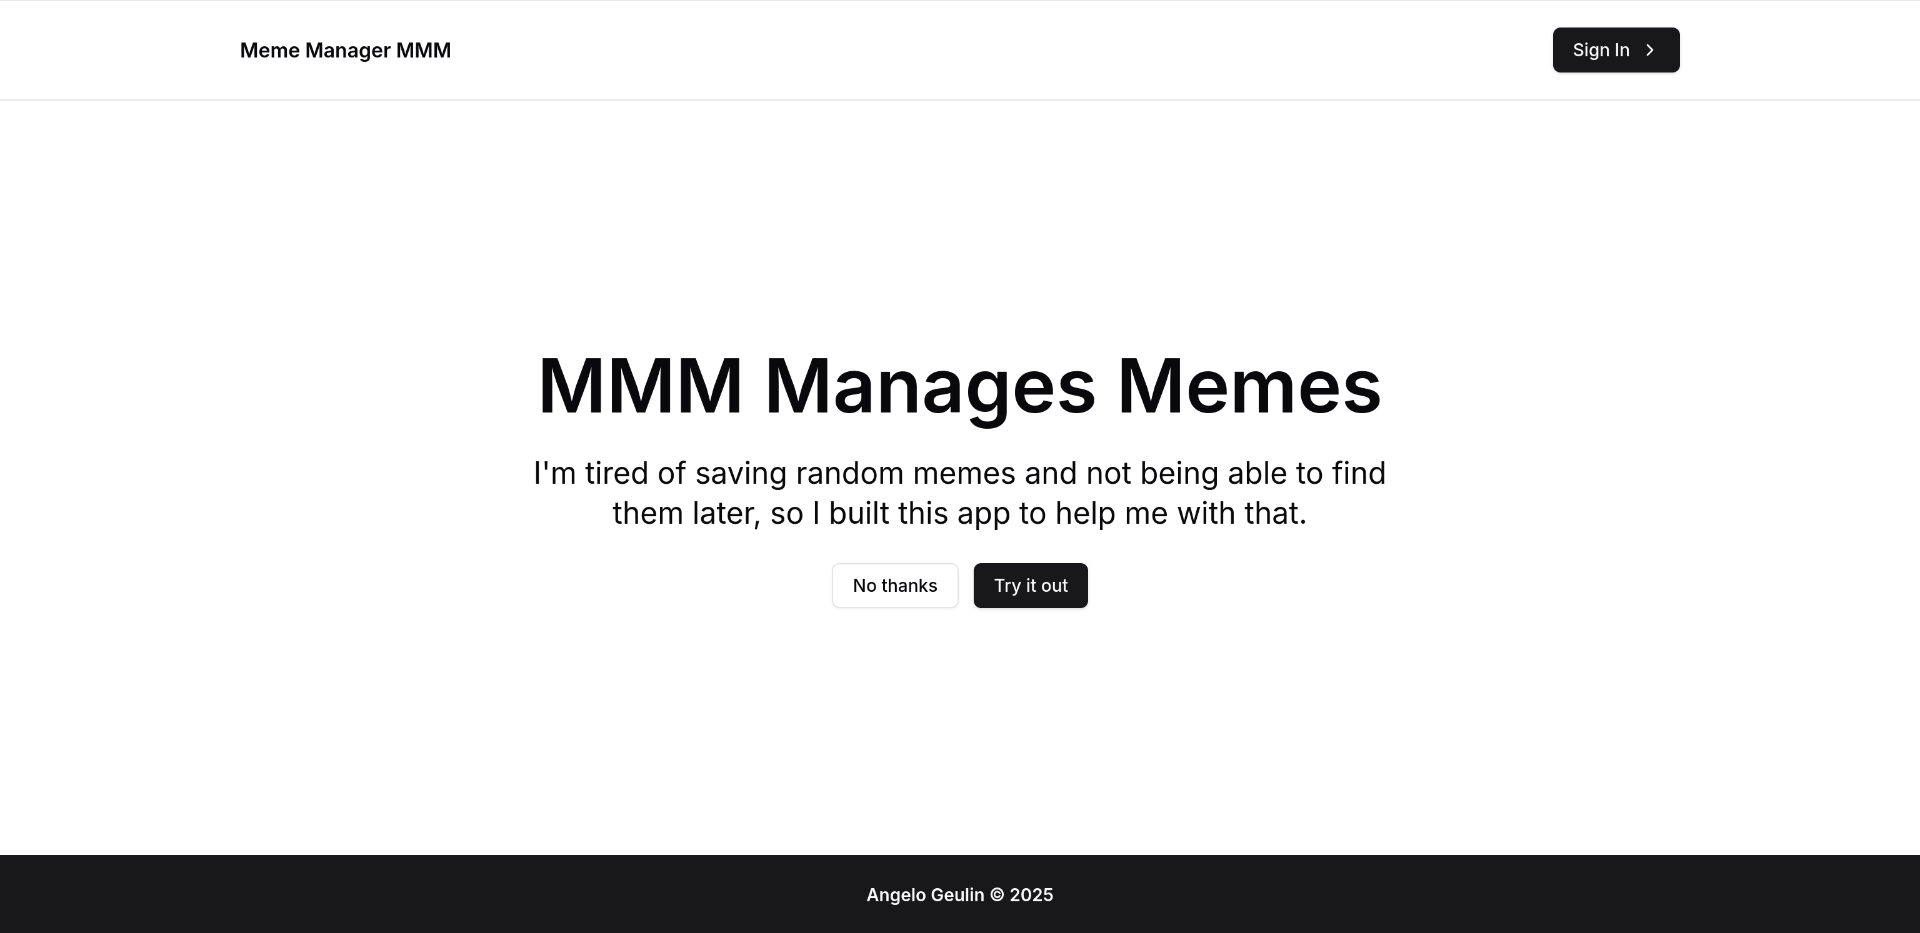 Meme Manager MMM
Sign In
MMM Manages Memes
I'm tired of saving random memes and not being able to find
them later, so I built this app to help me with that.
No thanks
Try it out
Angelo Geulin © 2025